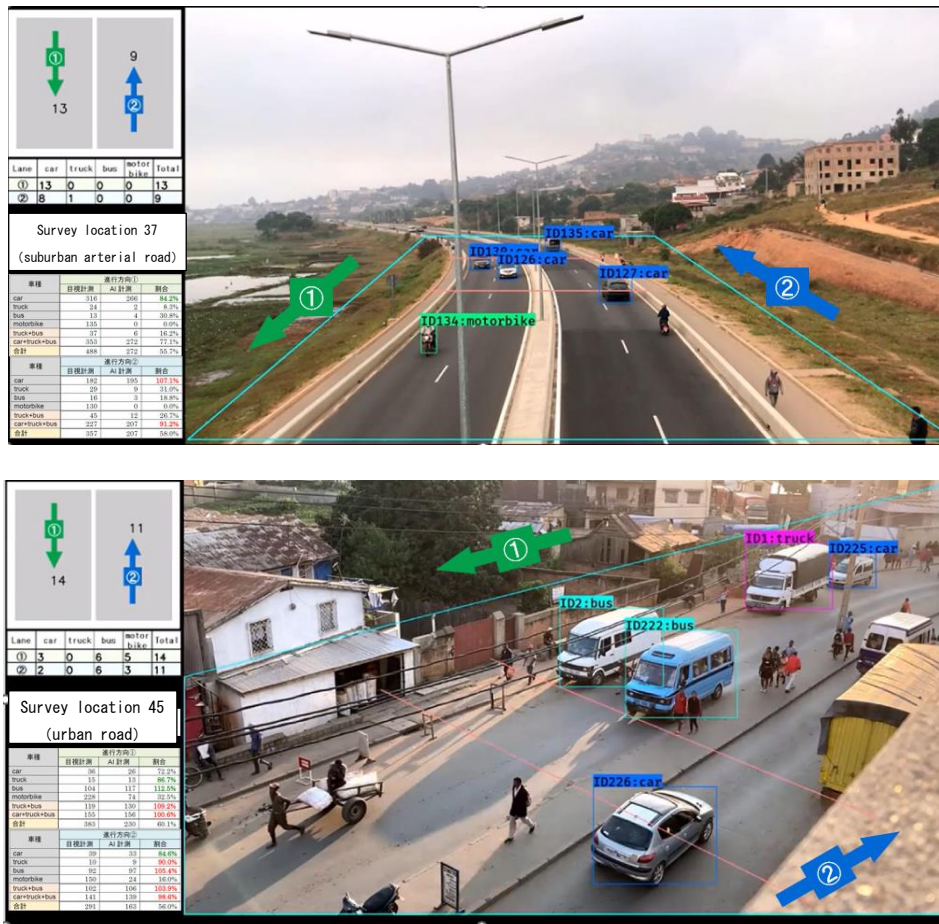 ①
13
9
②
Lane car truck bus motor bike Total
① 13 0 0 0 13
② 8 1 0 0 9
Survey location 37
(suburban arterial road)
車種 進行方向①
目視計測 AI 計測 割合
car 316 266 84.2%
truck 24 2 8.3%
bus 13 4 30.8%
motorbike 135 0 0.0%
truck+bus 37 6 16.2%
car+truck+bus 353 272 77.1%
合計 488 272 55.7%
車種 進行方向②
目視計測 AI 計測 割合
car 182 195 107.1%
truck 29 9 31.0%
bus 16 3 18.8%
motorbike 130 0 0.0%
truck+bus 45 12 26.7%
car+truck+bus 227 207 91.2%
合計 357 207 58.0%
ID135:car
ID126:car
ID127:car
ID134:motorbike
①
②
①
14
11
②
Lane car truck bus motor bike Total
① 3 0 6 5 14
② 2 0 6 3 11
Survey location 45
(urban road)
車種 進行方向①
目視計測 AI 計測 割合
car 36 26 72.2%
truck 15 13 86.7%
bus 104 117 112.5%
motorbike 228 74 32.5%
truck+bus 119 130 109.2%
car+truck+bus 155 156 100.6%
合計 383 230 60.1%
車種 進行方向②
目視計測 AI 計測 割合
car 39 33 84.6%
truck 10 9 90.0%
bus 92 97 105.4%
motorbike 150 24 16.0%
truck+bus 102 106 103.9%
car+truck+bus 141 139 98.6%
合計 291 163 56.0%
①
ID1:truck
ID225:car
ID2:bus
ID222:bus
ID226:car
②